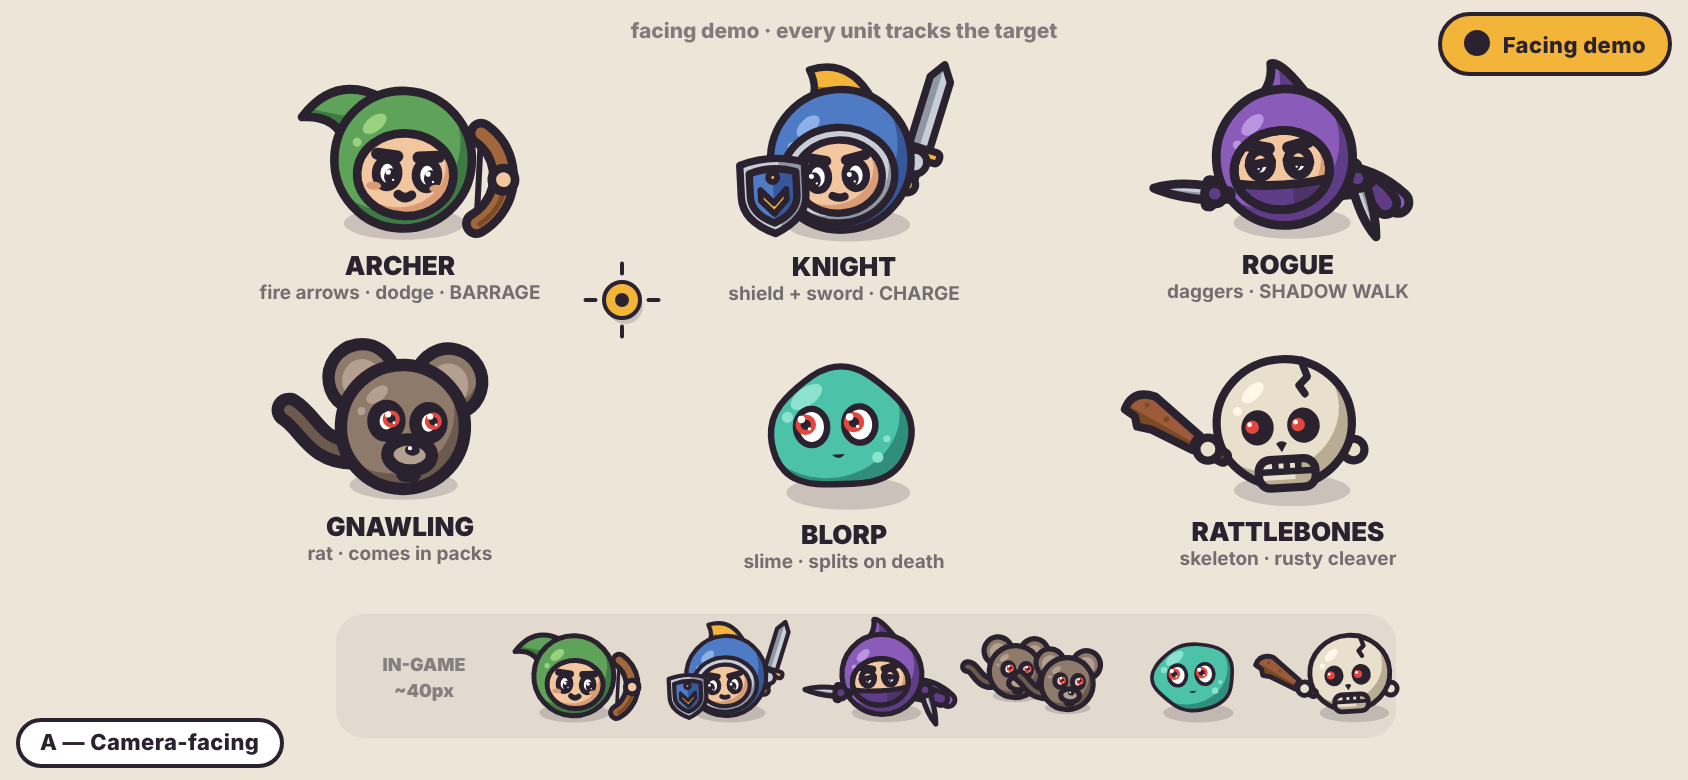 facing demo · every unit tracks the target
Facing demo
ARCHER
fire arrows · dodge · BARRAGE
KNIGHT
shield + sword · CHARGE
ROGUE
daggers · SHADOW WALK
GNAWLING
rat · comes in packs
BLORP
slime · splits on death
RATTLEBONES
skeleton · rusty cleaver
IN-GAME
~40px
A — Camera-facing